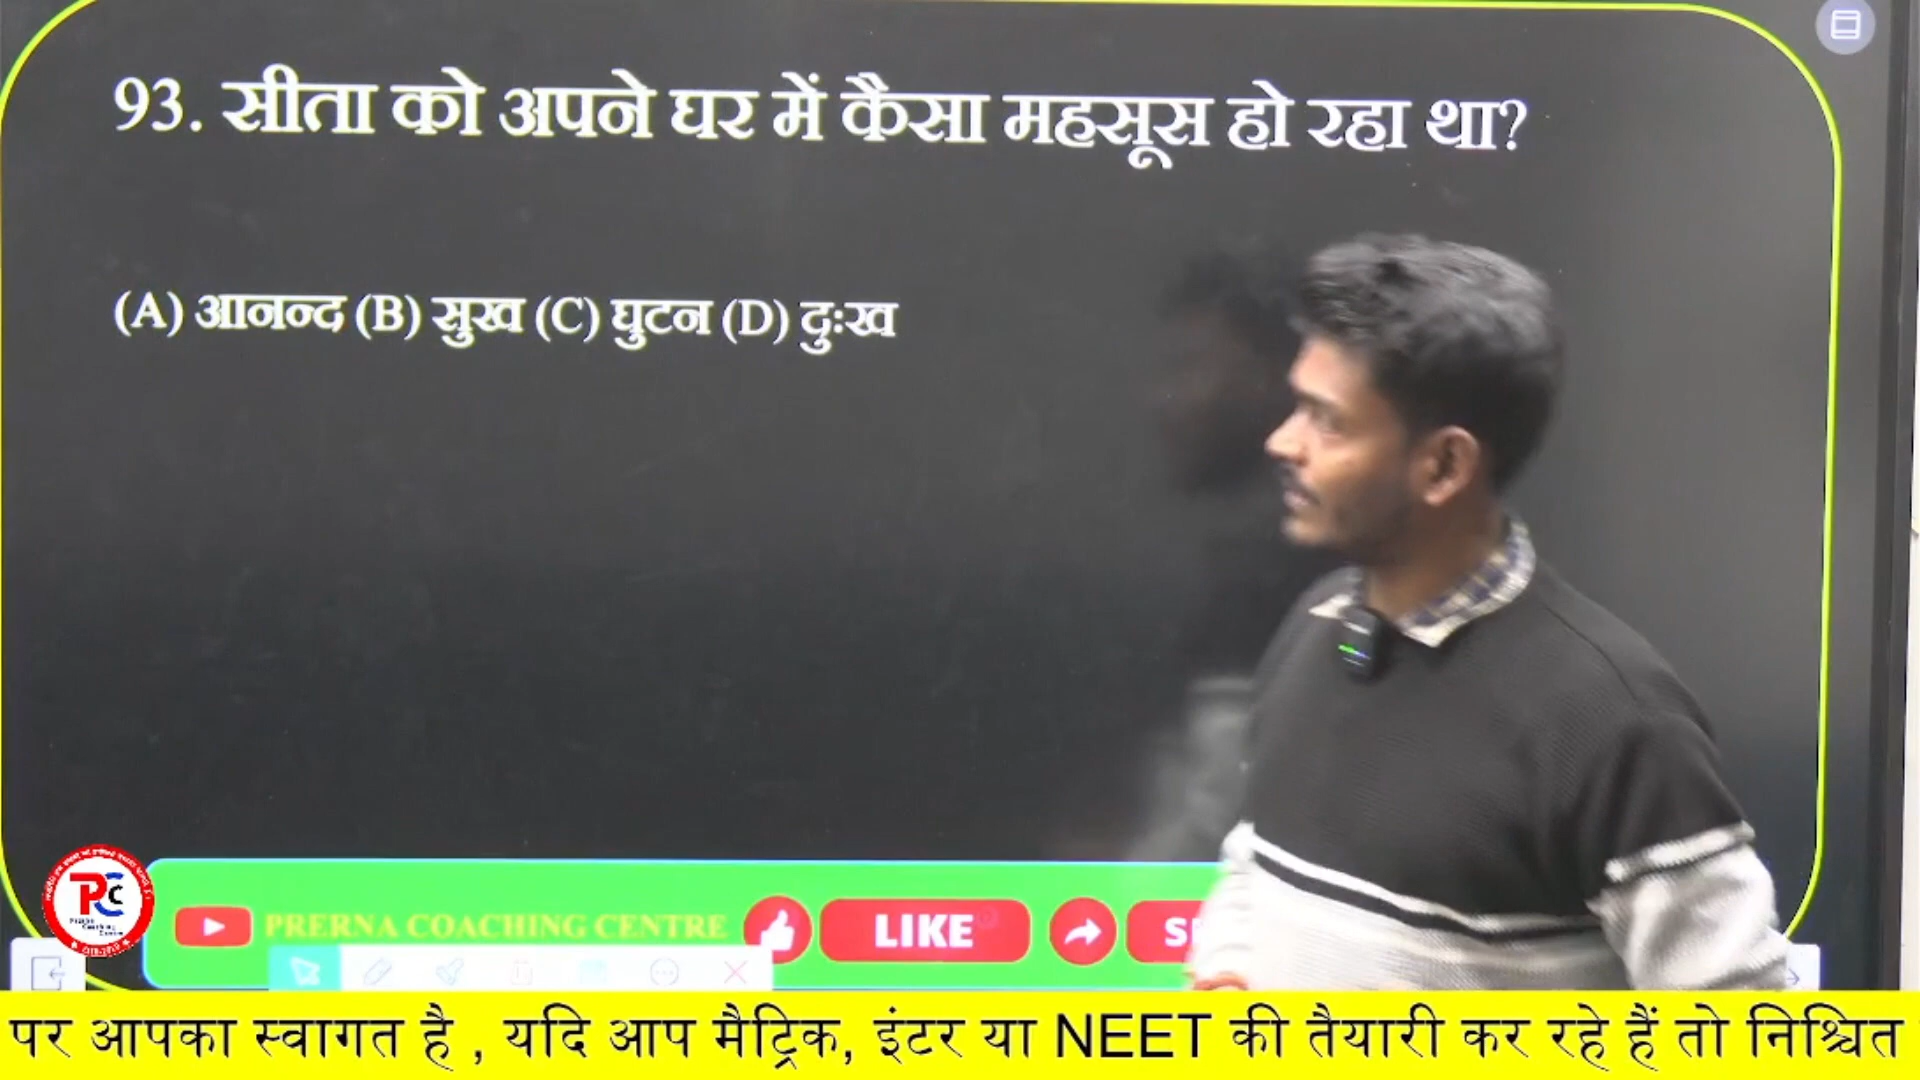 93. सीता को अपने घर में कैसा महसूस हो रहा था?
(A) आनन्द (B) सुख (C) घुटन (D) दुःख
PRERNA COACHING CENTRE
LIKE
पर आपका स्वागत है , यदि आप मैट्रिक, इंटर या NEET की तैयारी कर रहे हैं तो निश्चित